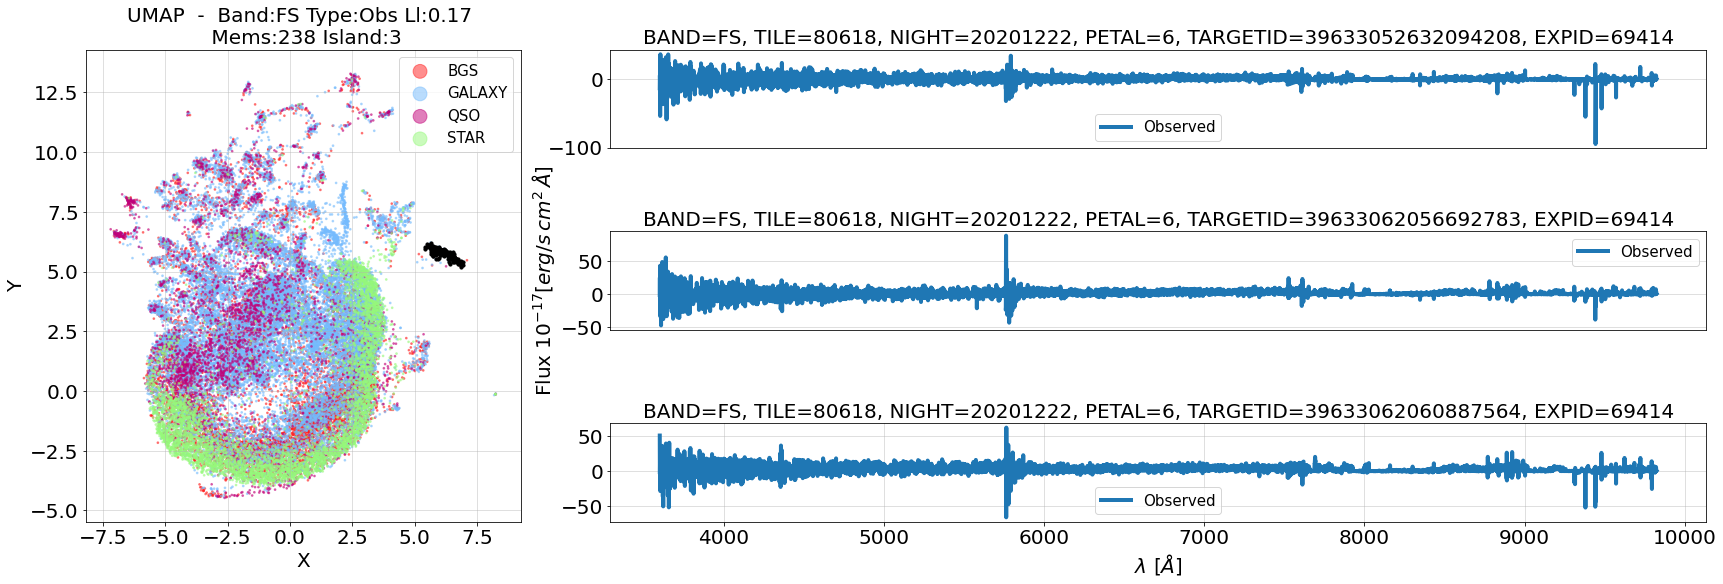 UMAP - Band:FS Type:Obs Ll:0.17
Mems:238 Island:3
BGS
GALAXY
QSO
STAR
12.5
10.0
7.5
5.0
2.5
0.0
−2.5
−5.0
Y
−7.5 −5.0 −2.5 0.0 2.5 5.0 7.5
X
BAND=FS, TILE=80618, NIGHT=20201222, PETAL=6, TARGETID=39633052632094208, EXPID=69414
0
−100
Observed
BAND=FS, TILE=80618, NIGHT=20201222, PETAL=6, TARGETID=39633062056692783, EXPID=69414
50
0
−50
Observed
Flux 10⁻¹⁷[erg/s cm² Å]
BAND=FS, TILE=80618, NIGHT=20201222, PETAL=6, TARGETID=39633062060887564, EXPID=69414
50
0
−50
Observed
4000 5000 6000 7000 8000 9000 10000
λ [Å]